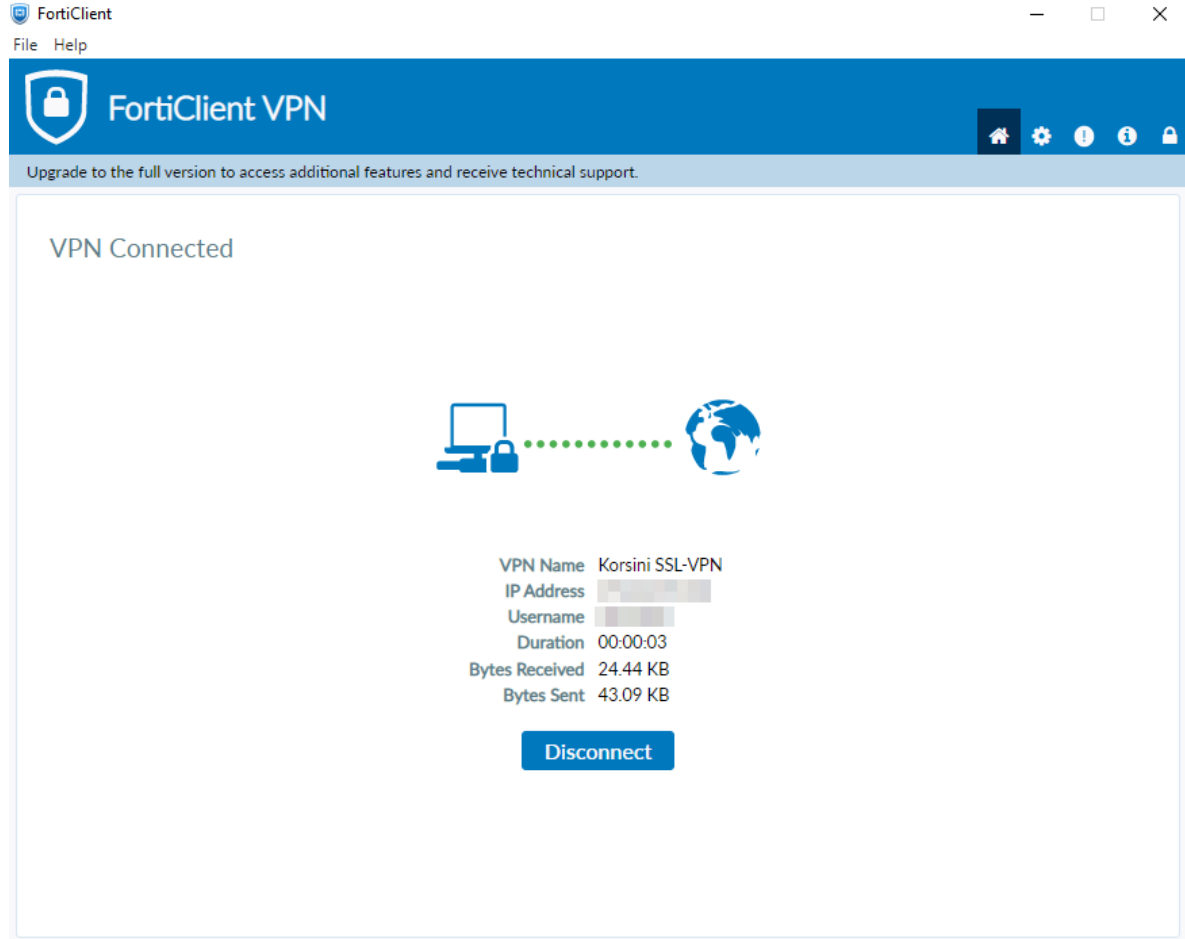 FortiClient
File Help
FortiClient VPN
Upgrade to the full version to access additional features and receive technical support.
VPN Connected
VPN Name Korsini SSL-VPN
IP Address
Username
Duration 00:00:03
Bytes Received 24.44 KB
Bytes Sent 43.09 KB
Disconnect